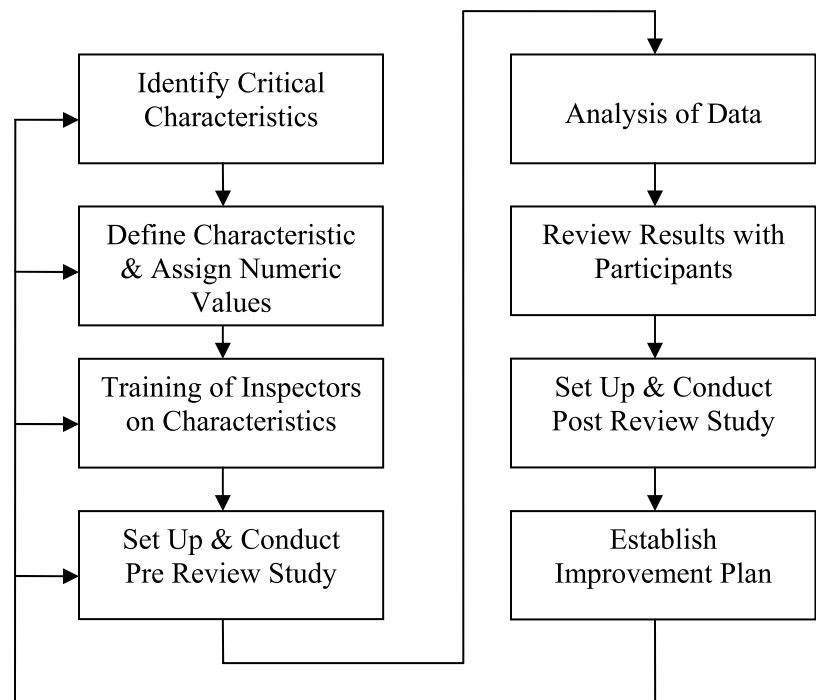 Identify Critical
Characteristics
Define Characteristic
& Assign Numeric
Values
Training of Inspectors
on Characteristics
Set Up & Conduct
Pre Review Study
Analysis of Data
Review Results with
Participants
Set Up & Conduct
Post Review Study
Establish
Improvement Plan